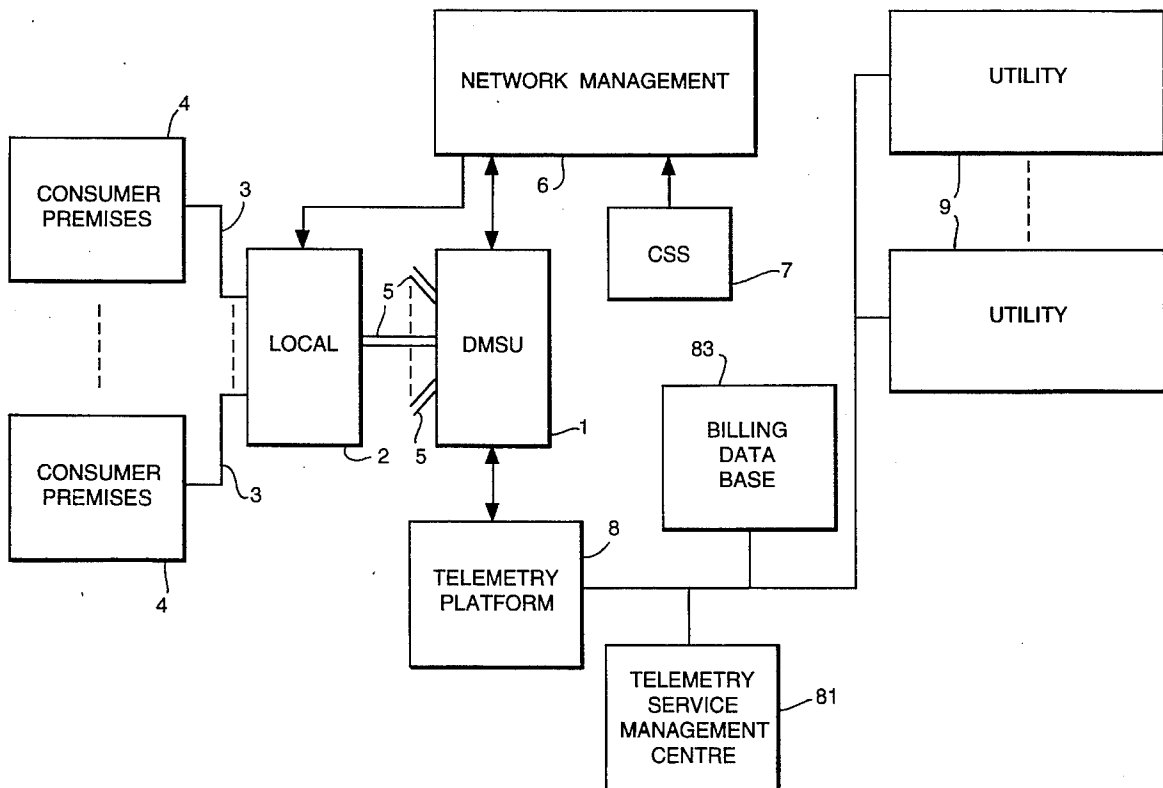 NETWORK MANAGEMENT
6
UTILITY
9
UTILITY
4
CONSUMER
PREMISES
3
CSS
7
LOCAL
2
5
5
DMSU
1
CONSUMER
PREMISES
3
4
83
BILLING
DATA
BASE
8
TELEMETRY
PLATFORM
TELEMETRY
SERVICE
MANAGEMENT
CENTRE
81